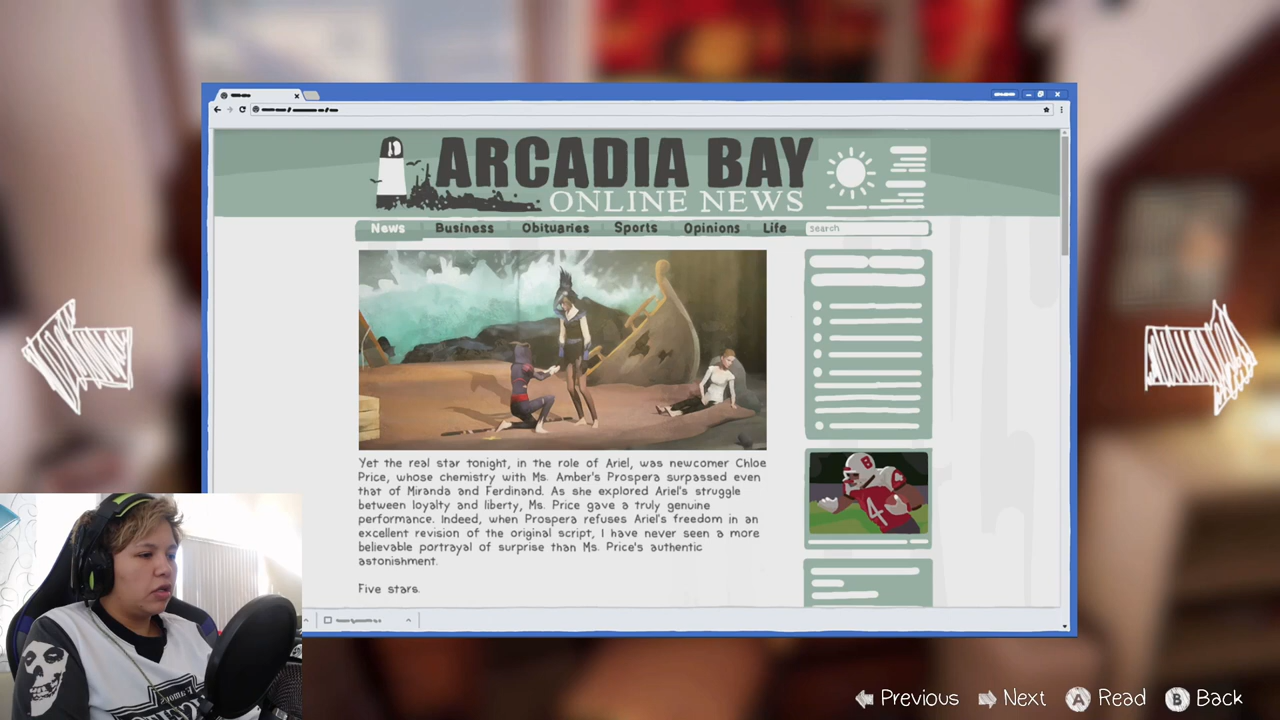 ARCADIA BAY
ONLINE NEWS
News Business Obituaries Sports Opinions Life search
Yet the real star tonight, in the role of Ariel, was newcomer Chloe
Price, whose chemistry with Ms. Amber's Prospera surpassed even
that of Miranda and Ferdinand. As she explored Ariel's struggle
between loyalty and liberty, Ms. Price gave a truly genuine
performance. Indeed, when Prospera refuses Ariel's freedom in an
excellent revision of the original script, I have never seen a more
believable portrayal of surprise than Ms. Price's authentic
astonishment.
Five stars.
8
4
Famous
Previous Next A Read B Back